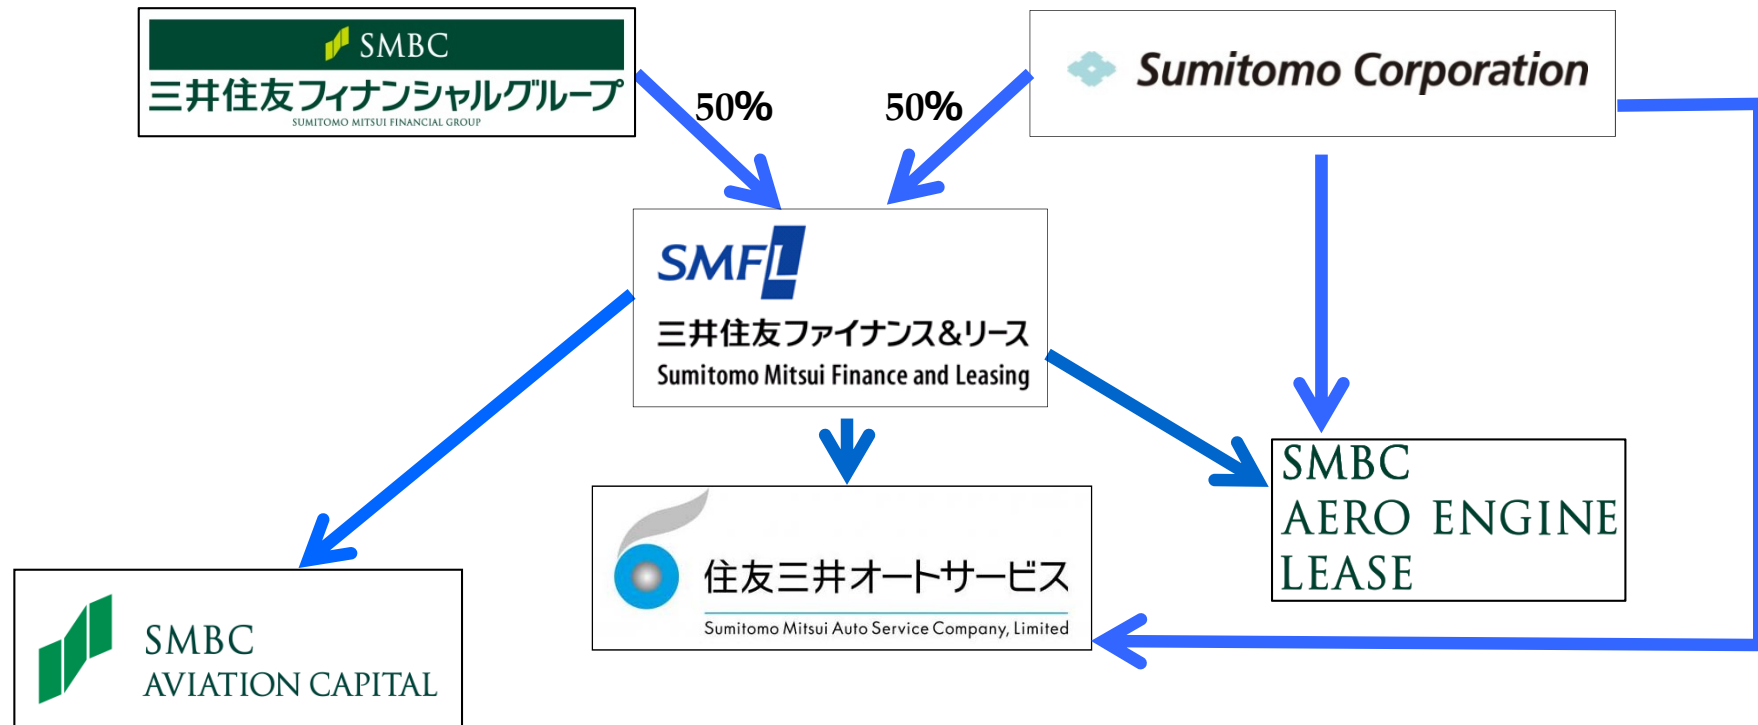 SMBC
三井住友フィナンシャルグループ
SUMITOMO MITSUI FINANCIAL GROUP
Sumitomo Corporation
50%
50%
SMFL
三井住友ファイナンス&リース
Sumitomo Mitsui Finance and Leasing
SMBC
AERO ENGINE
LEASE
住友三井オートサービス
Sumitomo Mitsui Auto Service Company, Limited
SMBC
AVIATION CAPITAL